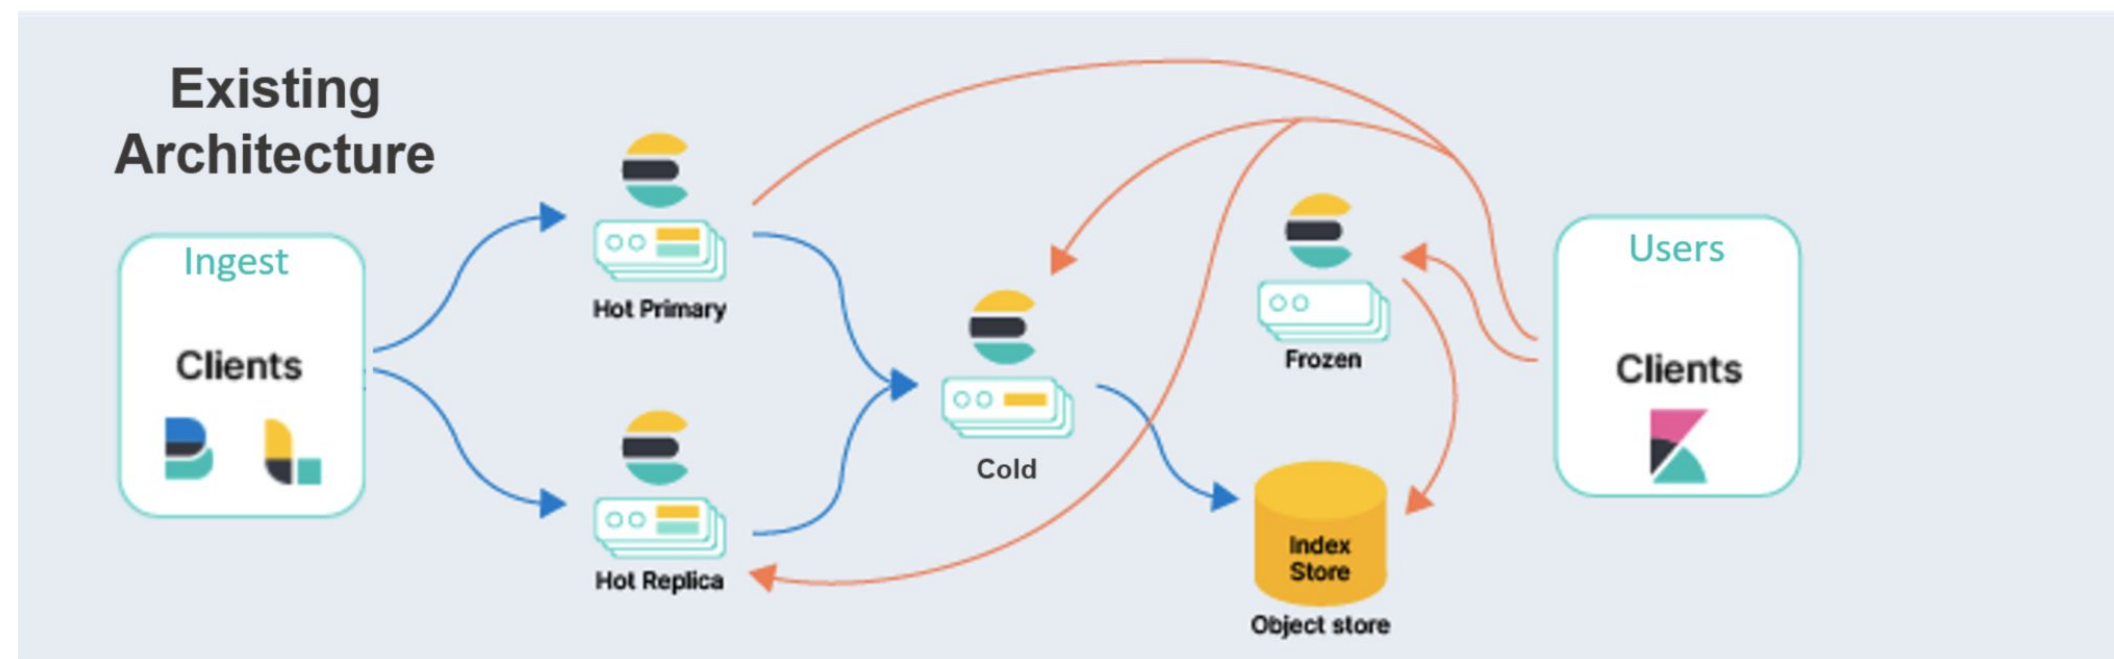 Existing
Architecture
Ingest
Clients
Hot Primary
Hot Replica
Cold
Frozen
Index
Store
Object store
Users
Clients